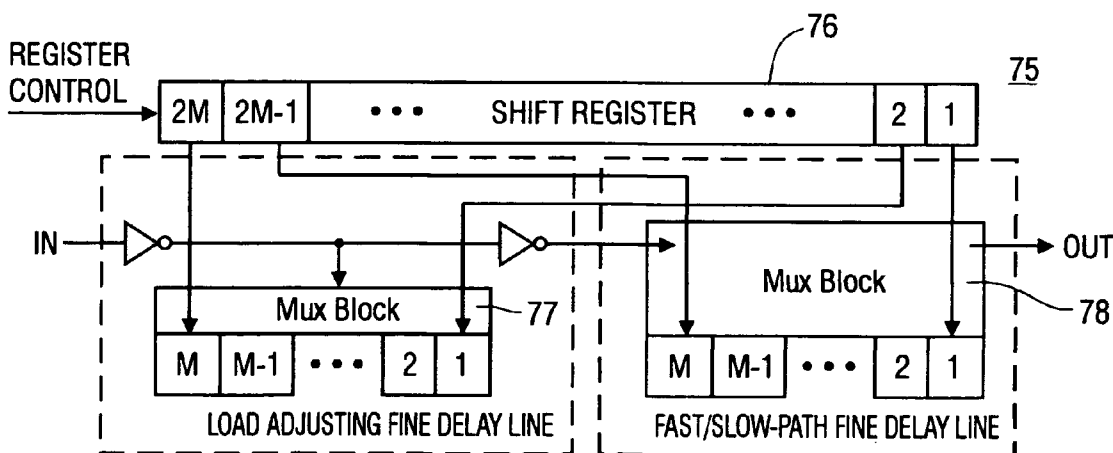 76
75
REGISTER
CONTROL
2M 2M-1 ••• SHIFT REGISTER ••• 2 1
IN
OUT
Mux Block
77
Mux Block
78
M M-1 ••• 2 1
M M-1 ••• 2 1
LOAD ADJUSTING FINE DELAY LINE
FAST/SLOW-PATH FINE DELAY LINE